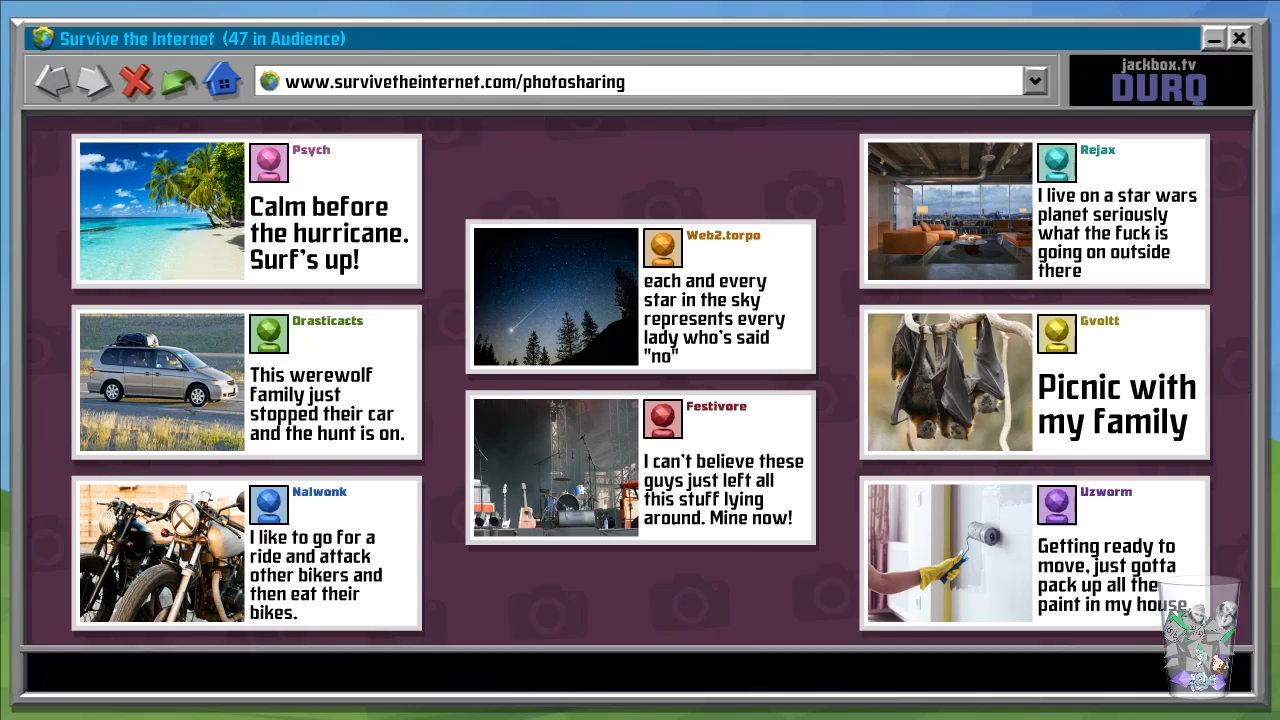 Survive the Internet (47 in Audience)
www.survivetheinternet.com/photosharing
jackbox.tv
DURQ
Psych
Calm before
the hurricane.
Surf's up!
Drasticacts
This werewolf
family just
stopped their car
and the hunt is on.
Nalwonk
I like to go for a
ride and attack
other bikers and
then eat their
bikes.
Web2.torpo
each and every
star in the sky
represents every
lady who's said
"no"
Festivore
I can't believe these
guys just left all
this stuff lying
around. Mine now!
Rejax
I live on a star wars
planet seriously
what the fuck is
going on outside
there
Gvoltt
Picnic with
my family
Uzworm
Getting ready to
move, just gotta
pack up all the
paint in my house